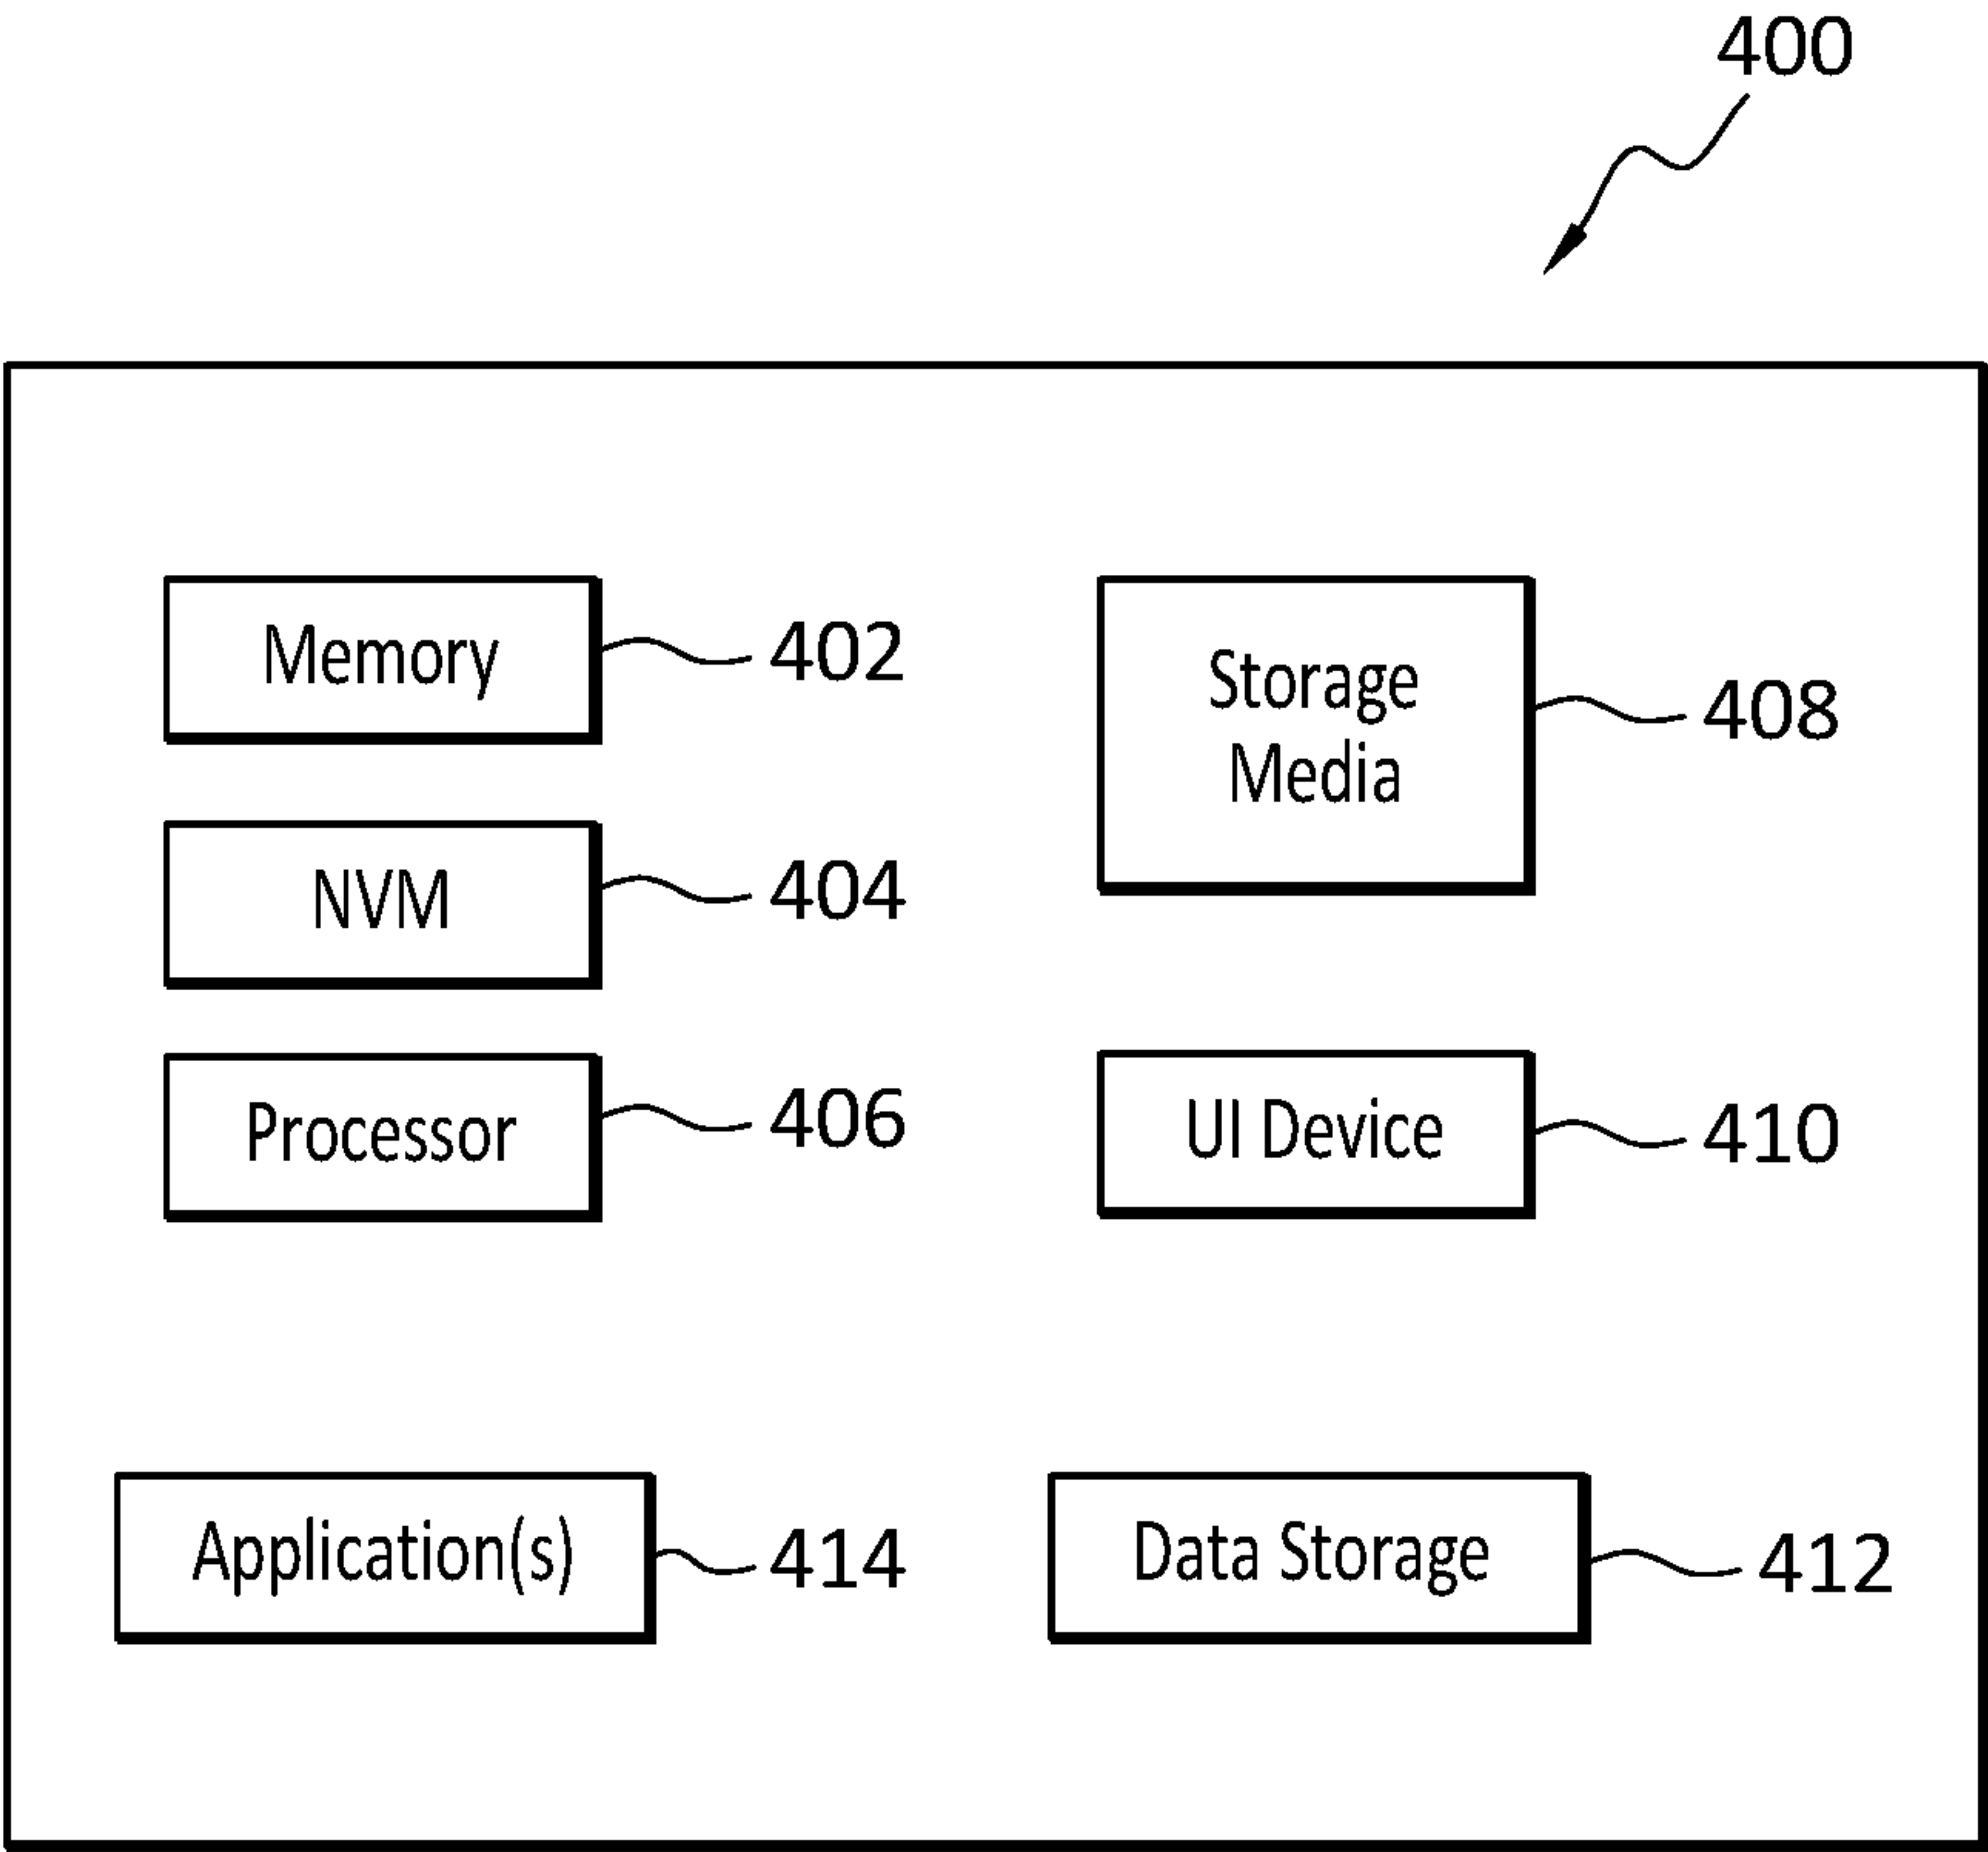 400
Memory
402
Storage
Media
408
NVM
404
Processor
406
UI Device
410
Application(s)
414
Data Storage
412